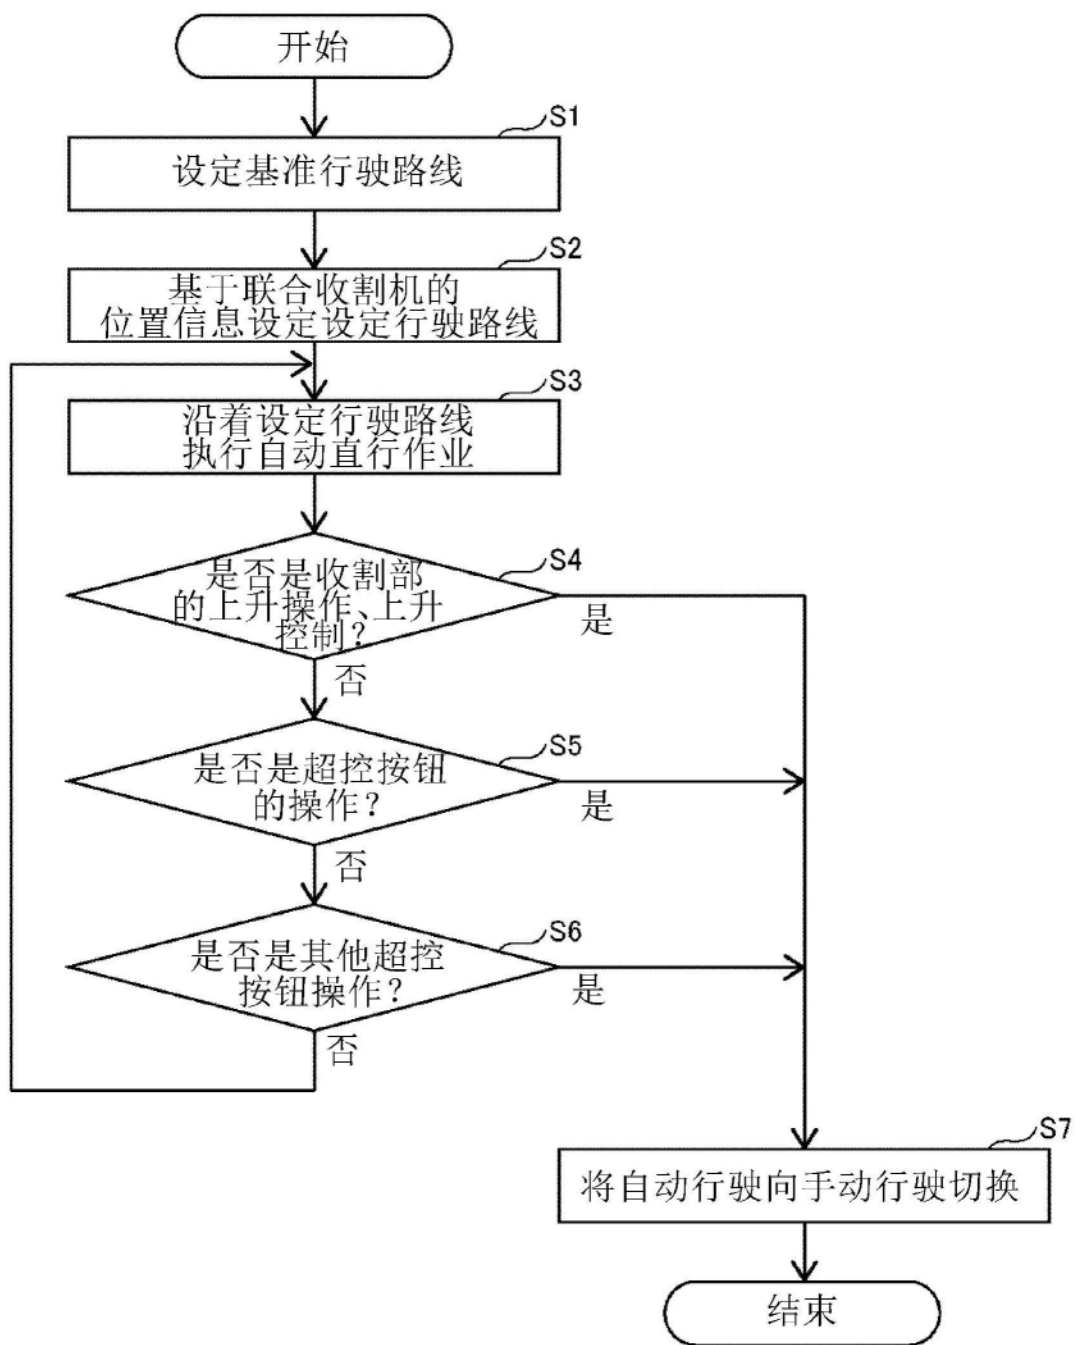 开始
S1
设定基准行驶路线
S2
基于联合收割机的
位置信息设定设定行驶路线
S3
沿着设定行驶路线
执行自动直行作业
S4
是否是收割部
的上升操作、上升
控制？
是
否
S5
是否是超控按钮
的操作？
是
否
S6
是否是其他超控
按钮操作？
是
否
S7
将自动行驶向手动行驶切换
结束